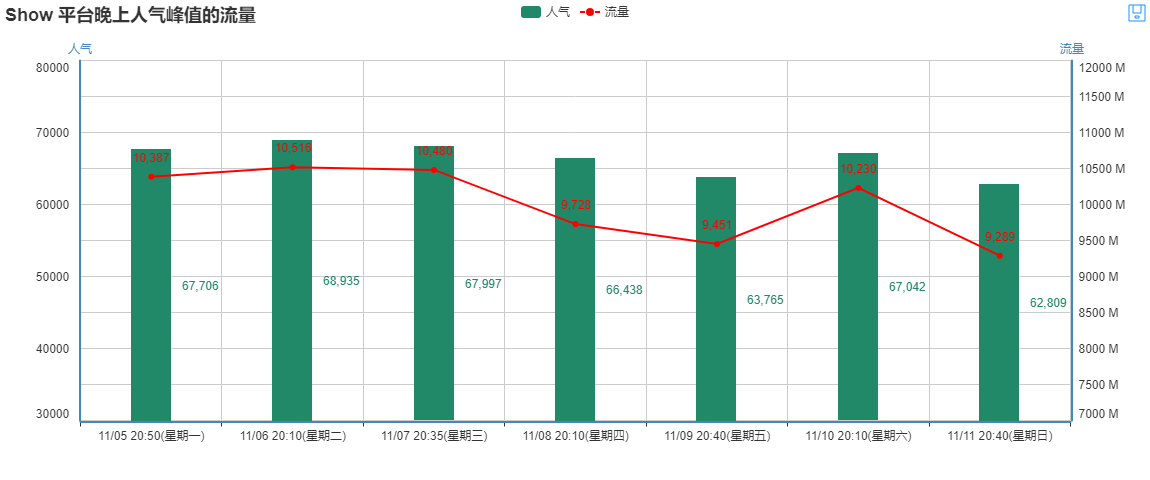 Show 平台晚上人气峰值的流量
人气 流量
人气 流量
80000 12000 M
11500 M
70000 11000 M
10500 M
60000 10000 M
9500 M
50000 9000 M
8500 M
40000 8000 M
7500 M
30000 7000 M
10,387 10,516 10,480 9,728 9,451 10,230 9,289
67,706 68,935 67,997 66,438 63,765 67,042 62,809
11/05 20:50(星期一) 11/06 20:10(星期二) 11/07 20:35(星期三) 11/08 20:10(星期四) 11/09 20:40(星期五) 11/10 20:10(星期六) 11/11 20:40(星期日)